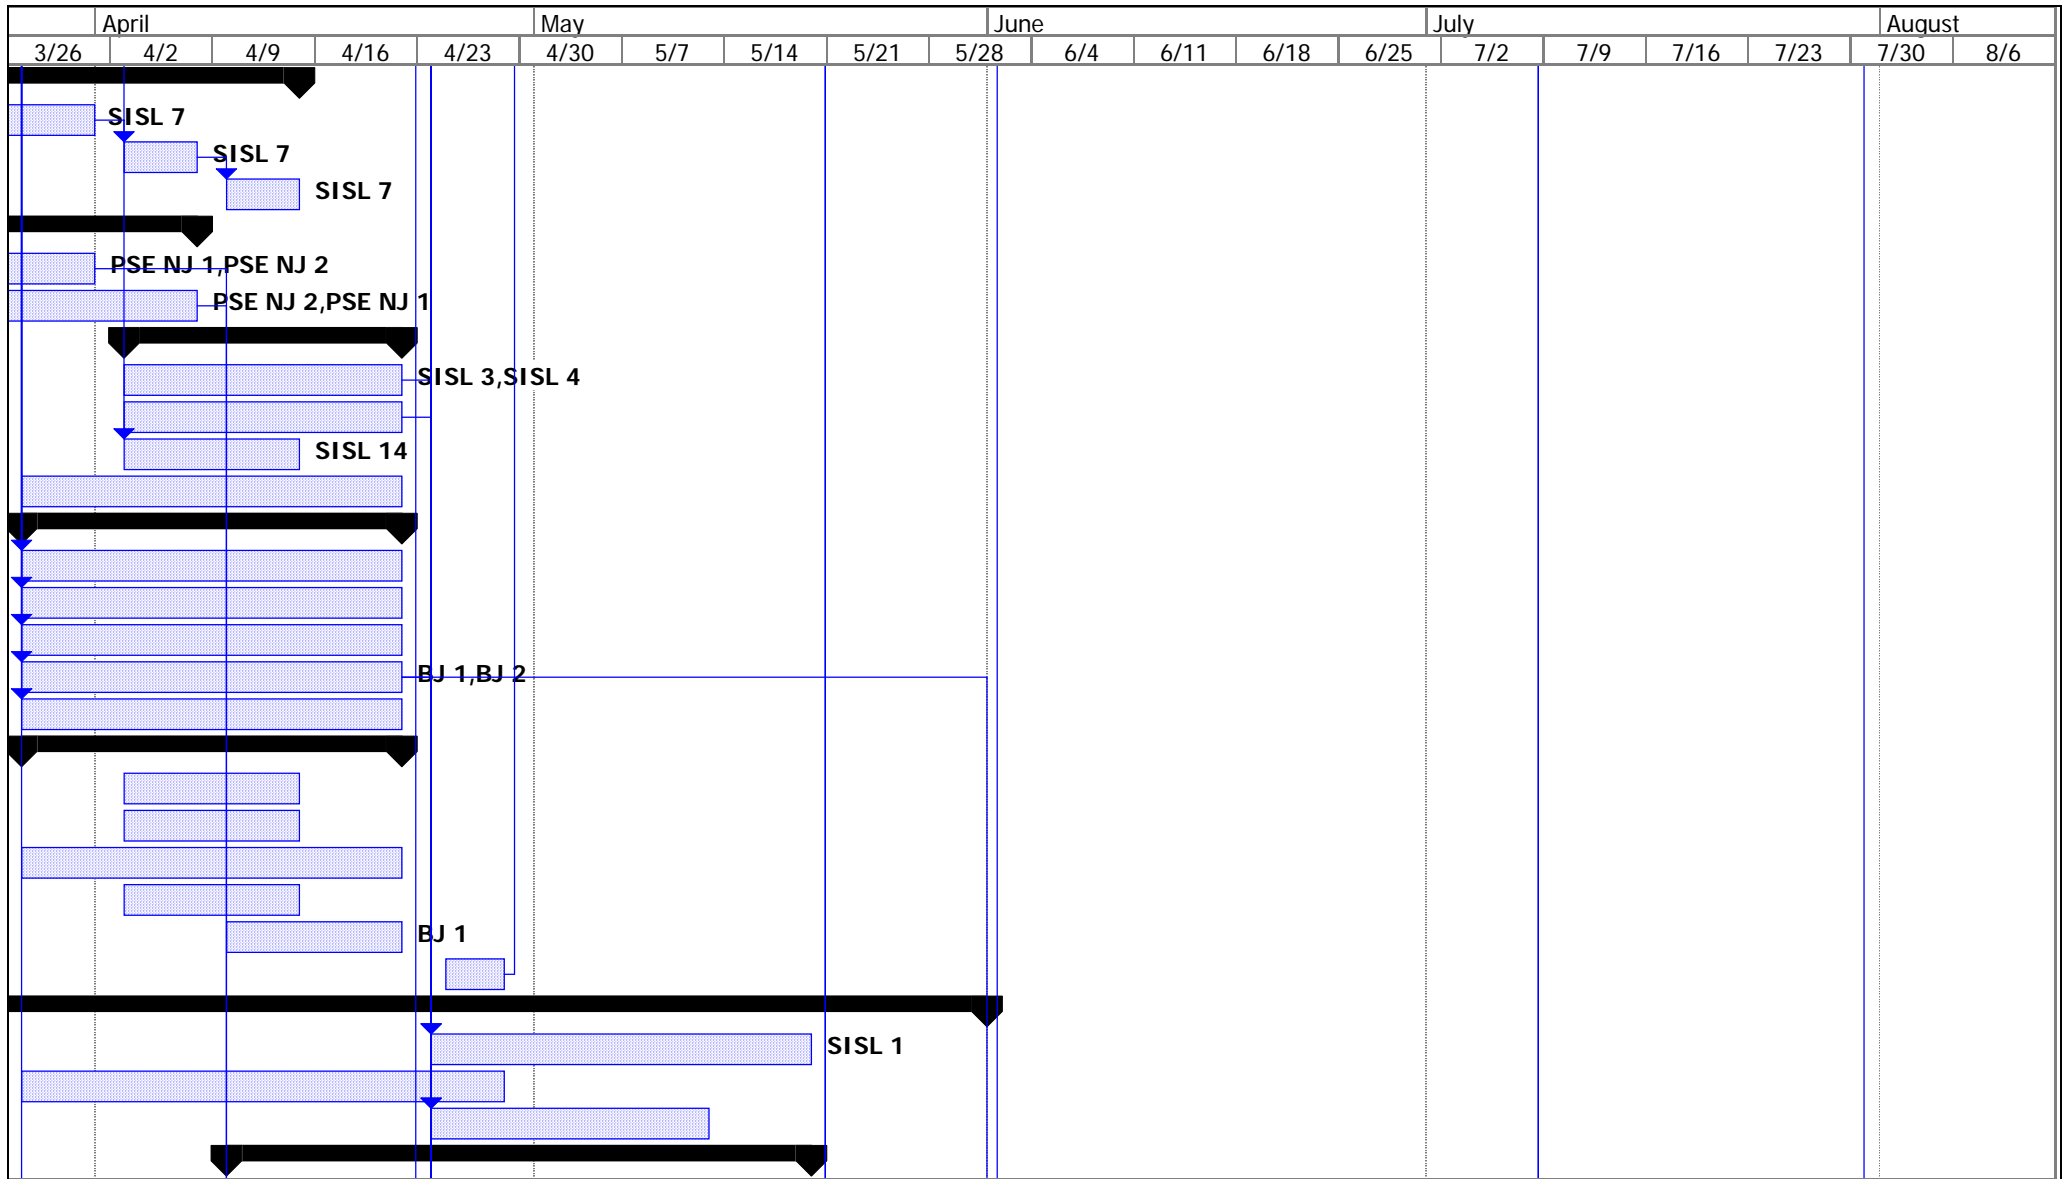 April May June July August
3/26 4/2 4/9 4/16 4/23 4/30 5/7 5/14 5/21 5/28 6/4 6/11 6/18 6/25 7/2 7/9 7/16 7/23 7/30 8/6
SISL 7
SISL 7
SISL 7
PSE NJ 1,PSE NJ 2
PSE NJ 2,PSE NJ 1
SISL 3,SISL 4
SISL 14
BJ 1,BJ 2
BJ 1
SISL 1